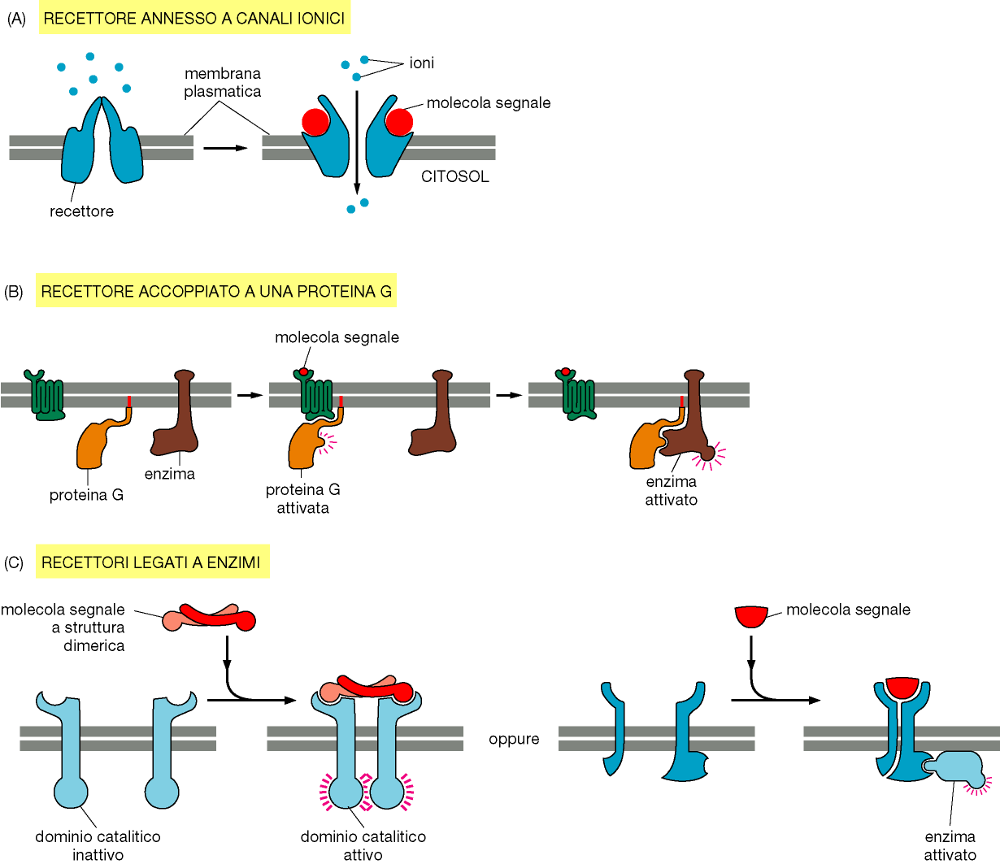 (A) RECETTORE ANNESSO A CANALI IONICI
ioni
membrana
plasmatica
molecola segnale
CITOSOL
recettore
(B) RECETTORE ACCOPPIATO A UNA PROTEINA G
molecola segnale
enzima
proteina G
proteina G
attivata
enzima
attivato
(C) RECETTORI LEGATI A ENZIMI
molecola segnale
a struttura
dimerica
molecola segnale
oppure
dominio catalitico
inattivo
dominio catalitico
attivo
enzima
attivato